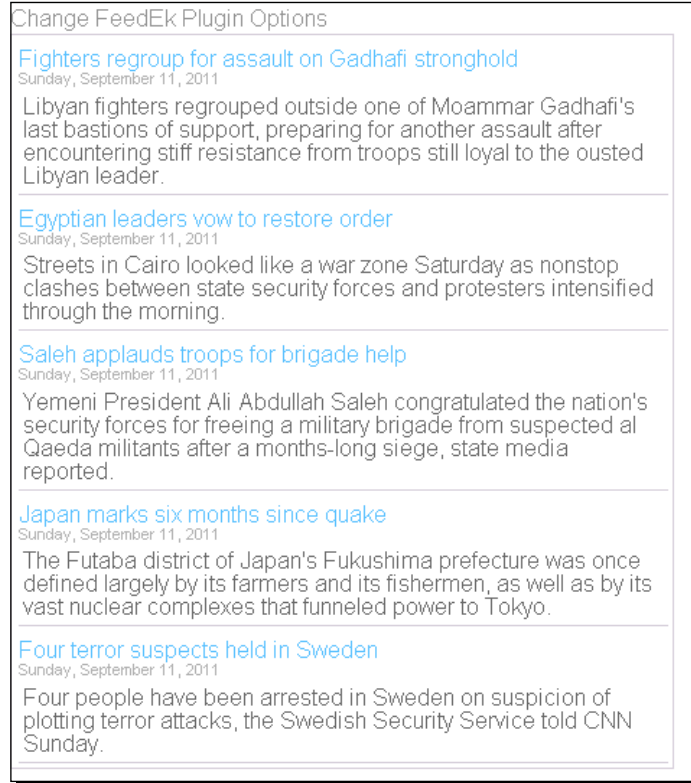 Change FeedEk Plugin Options
Fighters regroup for assault on Gadhafi stronghold
Sunday, September 11, 2011
Libyan fighters regrouped outside one of Moammar Gadhafi's
last bastions of support, preparing for another assault after
encountering stiff resistance from troops still loyal to the ousted
Libyan leader.
Egyptian leaders vow to restore order
Sunday, September 11, 2011
Streets in Cairo looked like a war zone Saturday as nonstop
clashes between state security forces and protesters intensified
through the morning.
Saleh applauds troops for brigade help
Sunday, September 11, 2011
Yemeni President Ali Abdullah Saleh congratulated the nation's
security forces for freeing a military brigade from suspected al
Qaeda militants after a months-long siege, state media
reported.
Japan marks six months since quake
Sunday, September 11, 2011
The Futaba district of Japan's Fukushima prefecture was once
defined largely by its farmers and its fishermen, as well as by its
vast nuclear complexes that funneled power to Tokyo.
Four terror suspects held in Sweden
Sunday, September 11, 2011
Four people have been arrested in Sweden on suspicion of
plotting terror attacks, the Swedish Security Service told CNN
Sunday.